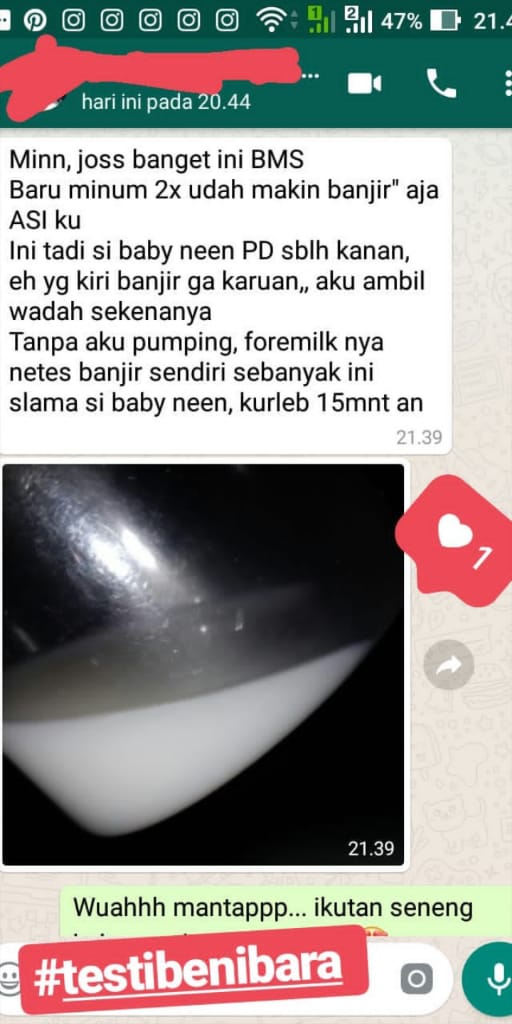 1
2
47%
21.4
hari ini pada 20.44
Minn, joss banget ini BMS
Baru minum 2x udah makin banjir" aja
ASI ku
Ini tadi si baby neen PD sblh kanan,
eh yg kiri banjir ga karuan,, aku ambil
wadah sekenanya
Tanpa aku pumping, foremilk nya
netes banjir sendiri sebanyak ini
slama si baby neen, kurleb 15mnt an
21.39
1
21.39
Wuahhh mantappp... ikutan seneng
#testibenibara